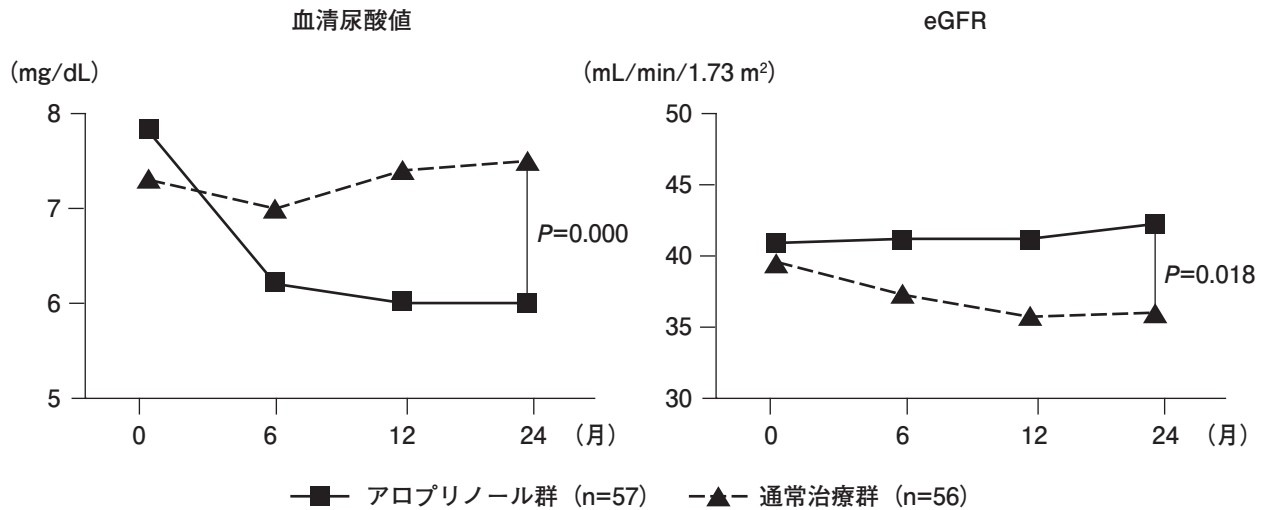 血清尿酸値
(mg/dL)
8
7
6
5
P=0.000
0 6 12 24 (月)
eGFR
(mL/min/1.73 m²)
50
45
40
35
30
P=0.018
0 6 12 24 (月)
アロプリノール群 (n=57) 通常治療群 (n=56)